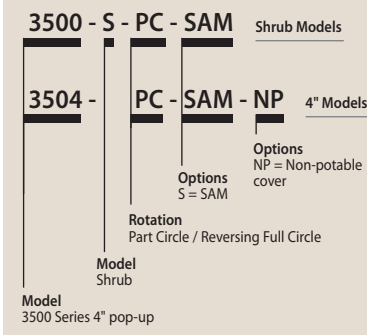 3500 - S - PC - SAM Shrub Models
3504 - PC - SAM - NP 4" Models
Options
NP = Non-potable
cover
Options
S = SAM
Rotation
Part Circle / Reversing Full Circle
Model
Shrub
Model
3500 Series 4" pop-up